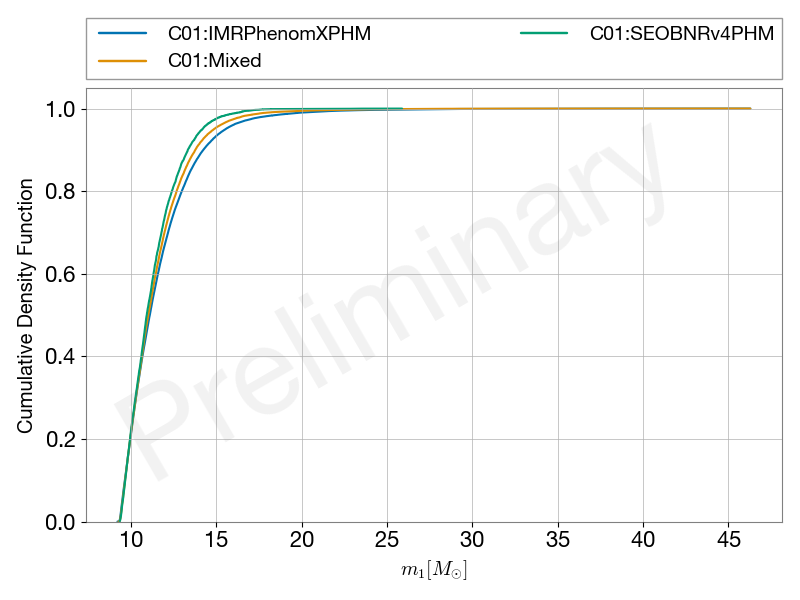 C01:IMRPhenomXPHM
C01:Mixed
C01:SEOBNRv4PHM
Cumulative Density Function
1.0
0.8
0.6
0.4
0.2
0.0
Preliminary
10 15 20 25 30 35 40 45
m₁[M⊙]